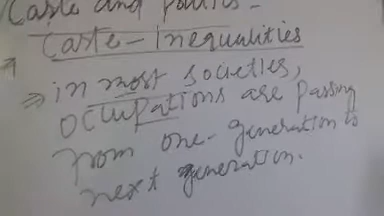 Caste and Politics -
Caste - Inequalities
⇒ in most societies,
occupations are passing
from one - generation to
next generation.